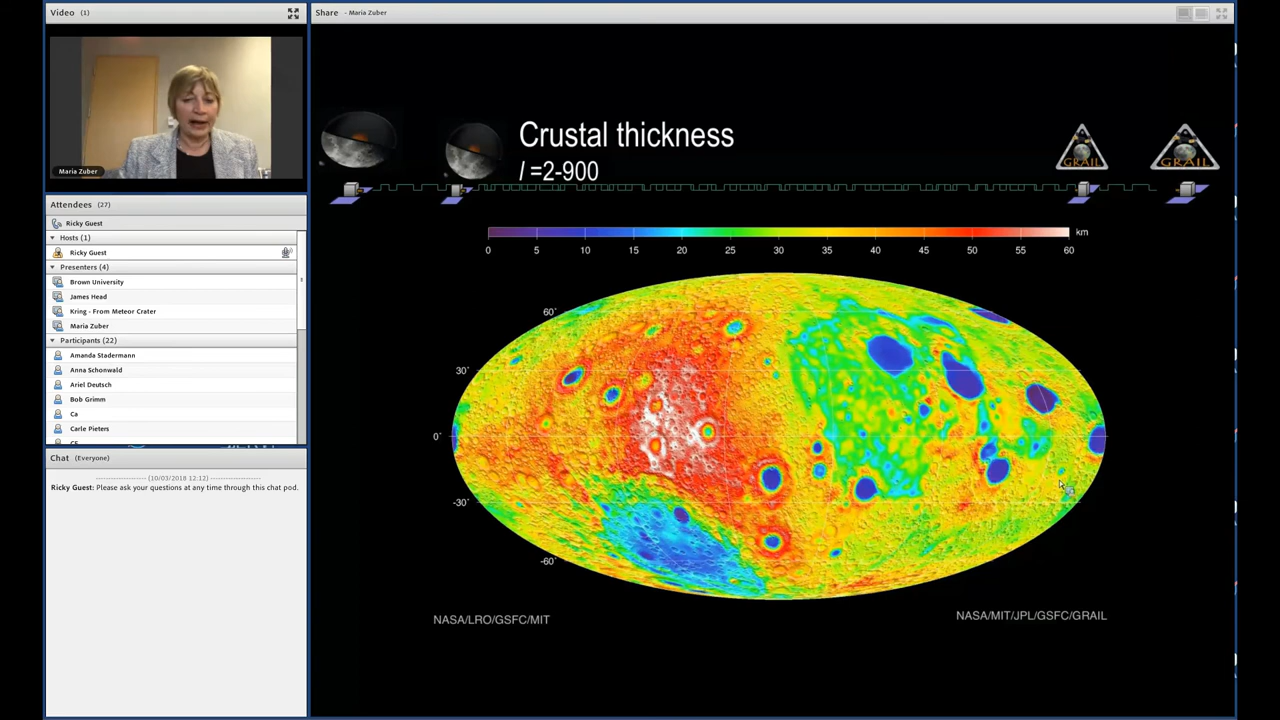 Video (1)
Maria Zuber
Attendees (27)
Ricky Guest
Hosts (1)
Ricky Guest
Presenters (4)
Brown University
James Head
Kring - From Meteor Crater
Maria Zuber
Participants (22)
Amanda Stadermann
Anna Schonwald
Ariel Deutsch
Bob Grimm
Ca
Carle Pieters
Chat (Everyone)
(10/03/2018 12:12)
Ricky Guest: Please ask your questions at any time through this chat pod.
Share - Maria Zuber
Crustal thickness
l =2-900
GRAIL
GRAIL
km
0 5 10 15 20 25 30 35 40 45 50 55 60
60°
30°
0°
-30°
-60°
NASA/LRO/GSFC/MIT
NASA/MIT/JPL/GSFC/GRAIL